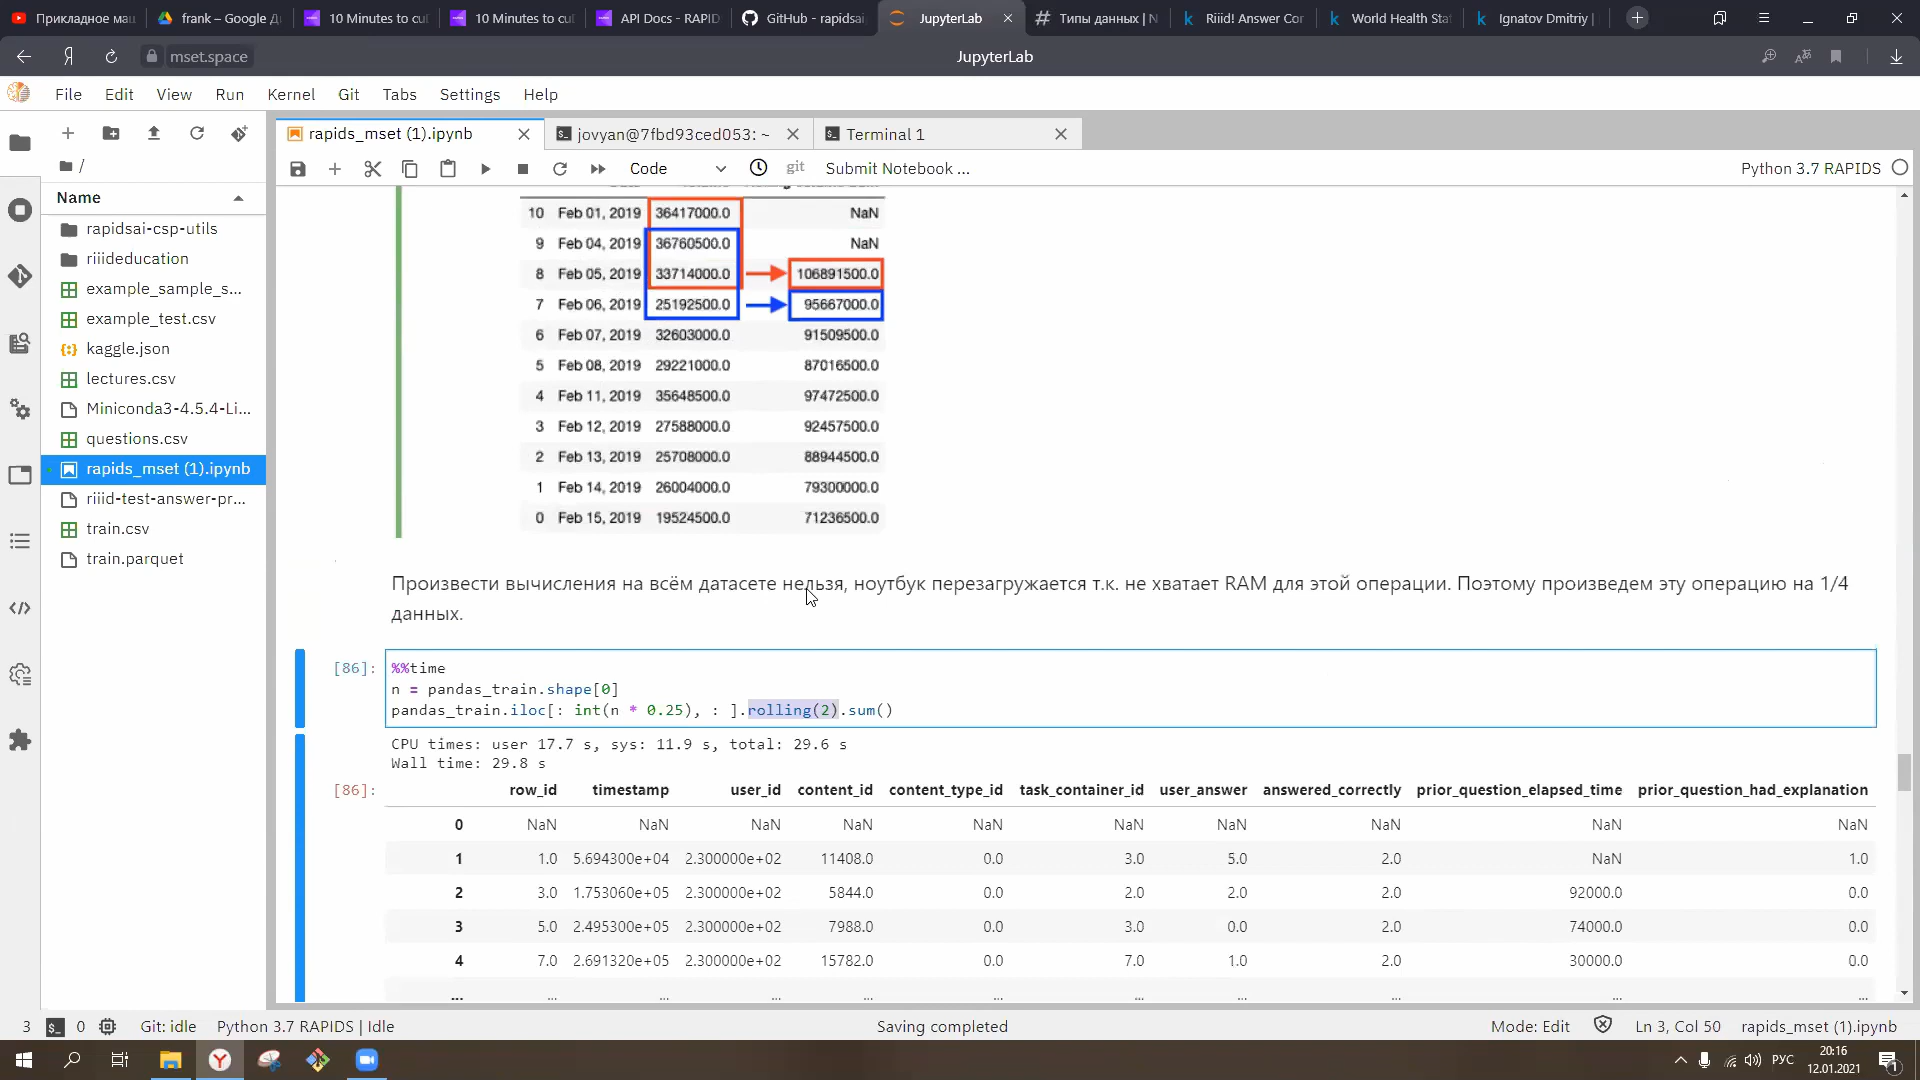 Прикладное ма
frank – Google Д
10 Minutes to cu
10 Minutes to cu
API Docs - RAPID
GitHub - rapidsai
JupyterLab
Типы данных | N
Riiid! Answer Cor
World Health Sta
Ignatov Dmitriy |
mset.space
JupyterLab
File Edit View Run Kernel Git Tabs Settings Help
rapids_mset (1).ipynb
jovyan@7fbd93ced053: ~
Terminal 1
/
Code
git
Submit Notebook ...
Python 3.7 RAPIDS
Name
rapidsai-csp-utils
riiideducation
example_sample_s...
example_test.csv
kaggle.json
lectures.csv
Miniconda3-4.5.4-Li...
questions.csv
rapids_mset (1).ipynb
riiid-test-answer-pr...
train.csv
train.parquet
10 Feb 01, 2019 36417000.0 NaN
9 Feb 04, 2019 36760500.0 NaN
8 Feb 05, 2019 33714000.0 106891500.0
7 Feb 06, 2019 25192500.0 95667000.0
6 Feb 07, 2019 32603000.0 91509500.0
5 Feb 08, 2019 29221000.0 87016500.0
4 Feb 11, 2019 35648500.0 97472500.0
3 Feb 12, 2019 27588000.0 92457500.0
2 Feb 13, 2019 25708000.0 88944500.0
1 Feb 14, 2019 26004000.0 79300000.0
0 Feb 15, 2019 19524500.0 71236500.0
Произвести вычисления на всём датасете нельзя, ноутбук перезагружается т.к. не хватает RAM для этой операции. Поэтому произведем эту операцию на 1/4
данных.
[86]: %%time
n = pandas_train.shape[0]
pandas_train.iloc[: int(n * 0.25), : ].rolling(2).sum()
CPU times: user 17.7 s, sys: 11.9 s, total: 29.6 s
Wall time: 29.8 s
[86]: row_id timestamp user_id content_id content_type_id task_container_id user_answer answered_correctly prior_question_elapsed_time prior_question_had_explanation
0 NaN NaN NaN NaN NaN NaN NaN NaN NaN NaN
1 1.0 5.694300e+04 2.300000e+02 11408.0 0.0 3.0 5.0 2.0 NaN 1.0
2 3.0 1.753060e+05 2.300000e+02 5844.0 0.0 2.0 2.0 2.0 92000.0 0.0
3 5.0 2.495300e+05 2.300000e+02 7988.0 0.0 3.0 0.0 2.0 74000.0 0.0
4 7.0 2.691320e+05 2.300000e+02 15782.0 0.0 7.0 1.0 2.0 30000.0 0.0
... ... ... ... ... ... ... ... ... ... ...
3 0 Git: idle Python 3.7 RAPIDS | Idle
Saving completed
Mode: Edit
Ln 3, Col 50
rapids_mset (1).ipynb
РУС
20:16
12.01.2021
1